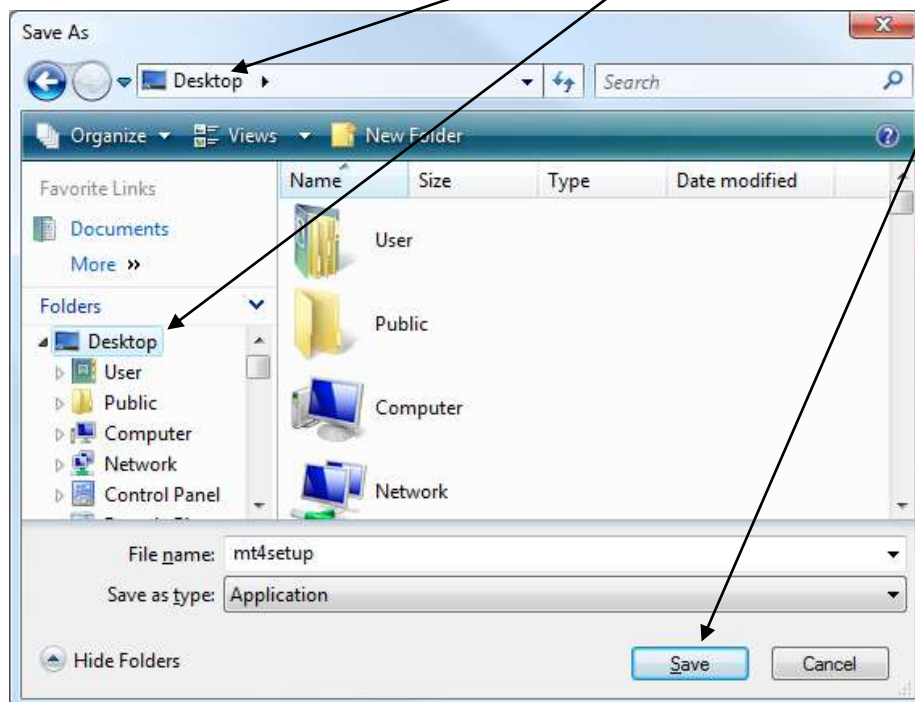 Save As
Desktop
Search
Organize Views New Folder
Favorite Links
Documents
More »
Folders
Desktop
User
Public
Computer
Network
Control Panel
Name Size Type Date modified
User
Public
Computer
Network
File name: mt4setup
Save as type: Application
Hide Folders
Save Cancel